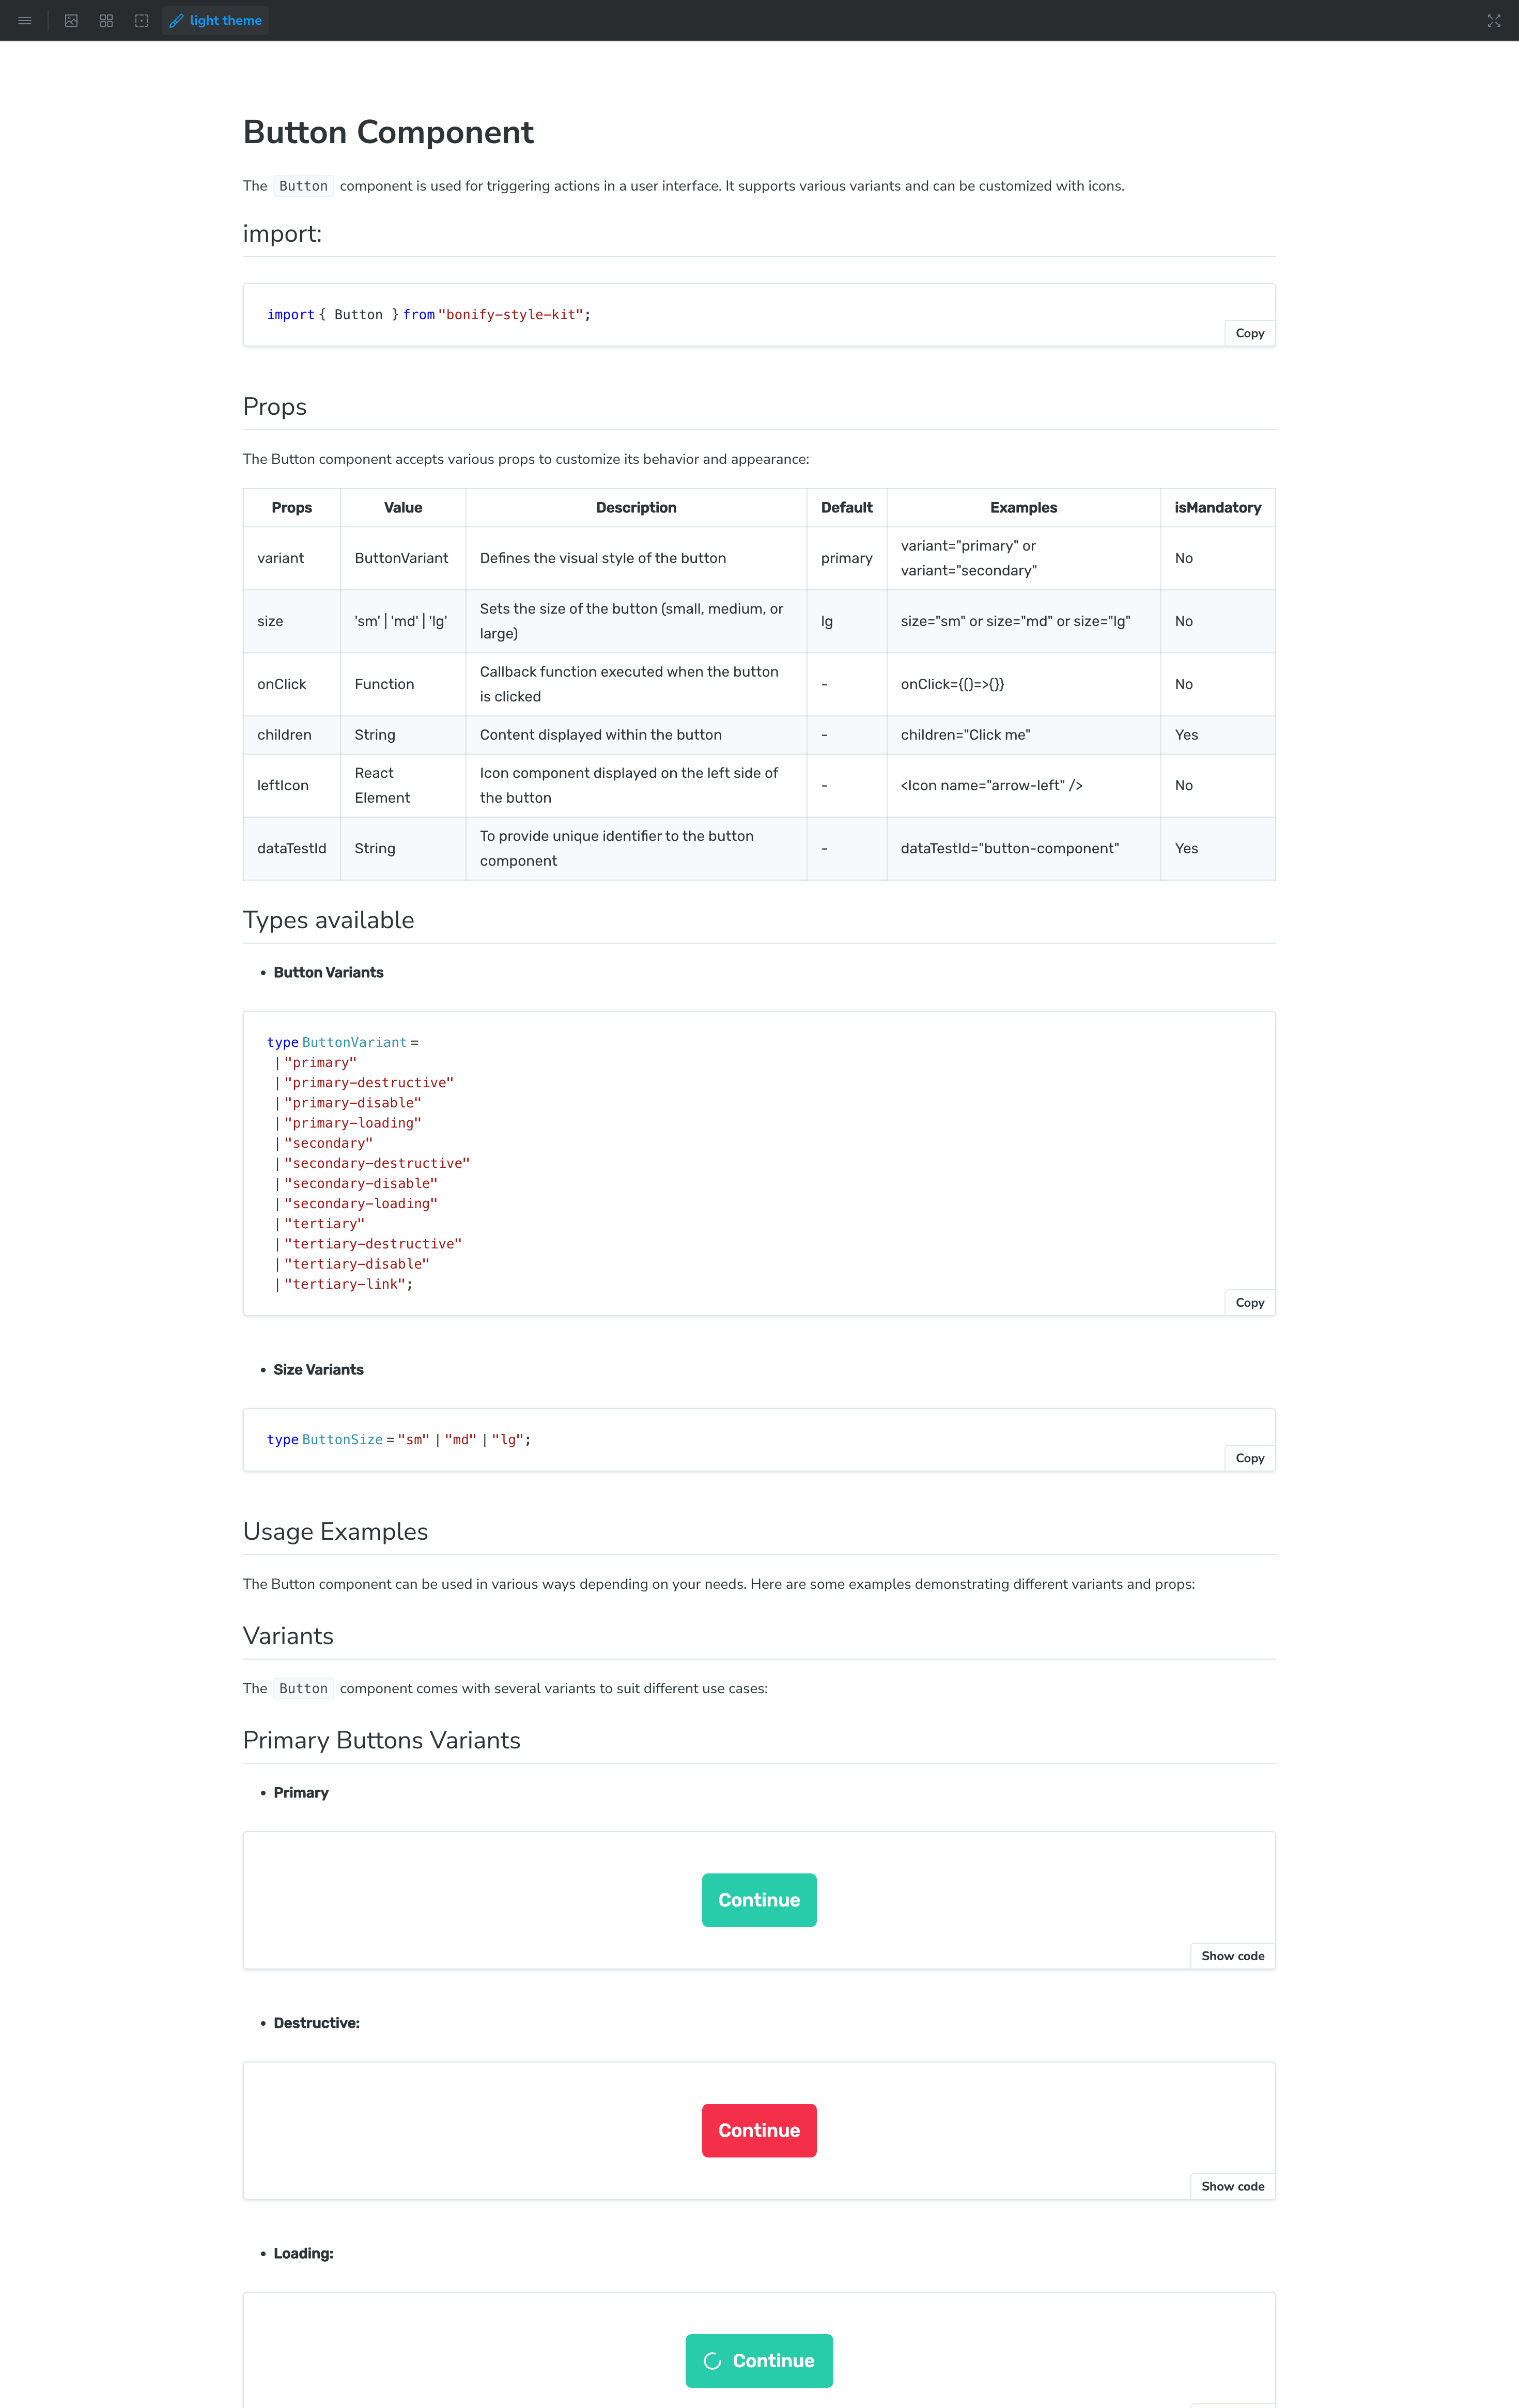 light theme
Button Component
The Button component is used for triggering actions in a user interface. It supports various variants and can be customized with icons.
import:
import { Button } from "bonify-style-kit";
Copy
Props
The Button component accepts various props to customize its behavior and appearance:
Props Value Description Default Examples isMandatory
variant ButtonVariant Defines the visual style of the button primary variant="primary" or
variant="secondary" No
size 'sm' | 'md' | 'lg' Sets the size of the button (small, medium, or
large) lg size="sm" or size="md" or size="lg" No
onClick Function Callback function executed when the button
is clicked - onClick={()=>{}} No
children String Content displayed within the button - children="Click me" Yes
leftIcon React
Element Icon component displayed on the left side of
the button - <Icon name="arrow-left" /> No
dataTestId String To provide unique identifier to the button
component - dataTestId="button-component" Yes
Types available
• Button Variants
type ButtonVariant =
| "primary"
| "primary-destructive"
| "primary-disable"
| "primary-loading"
| "secondary"
| "secondary-destructive"
| "secondary-disable"
| "secondary-loading"
| "tertiary"
| "tertiary-destructive"
| "tertiary-disable"
| "tertiary-link";
Copy
• Size Variants
type ButtonSize = "sm" | "md" | "lg";
Copy
Usage Examples
The Button component can be used in various ways depending on your needs. Here are some examples demonstrating different variants and props:
Variants
The Button component comes with several variants to suit different use cases:
Primary Buttons Variants
• Primary
Continue
Show code
• Destructive:
Continue
Show code
• Loading:
Continue